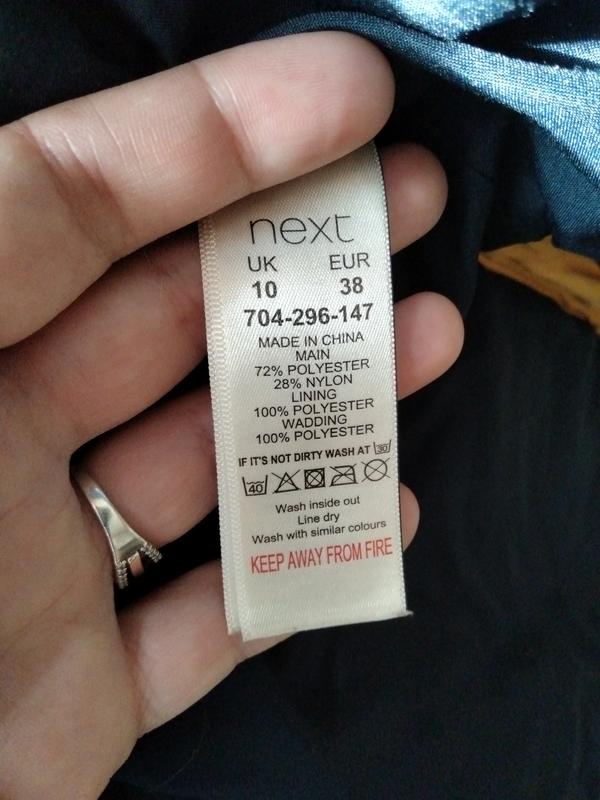 next
UK EUR
10 38
704-296-147
MADE IN CHINA
MAIN
72% POLYESTER
28% NYLON
LINING
100% POLYESTER
WADDING
100% POLYESTER
IF IT'S NOT DIRTY WASH AT 30
40
Wash inside out
Line dry
Wash with similar colours
KEEP AWAY FROM FIRE